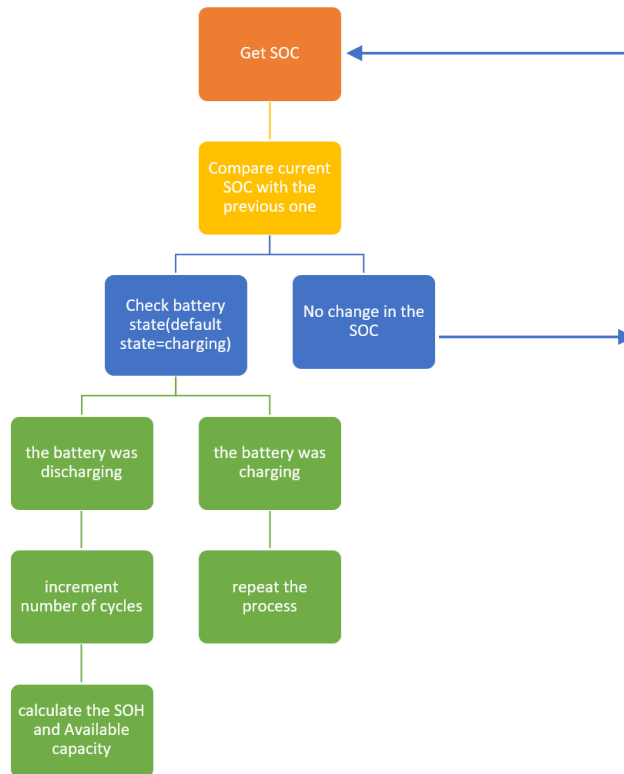 Get SOC
Compare current
SOC with the
previous one
Check battery
state(default
state=charging)
No change in the
SOC
the battery was
discharging
the battery was
charging
increment
number of cycles
repeat the
process
calculate the SOH
and Available
capacity